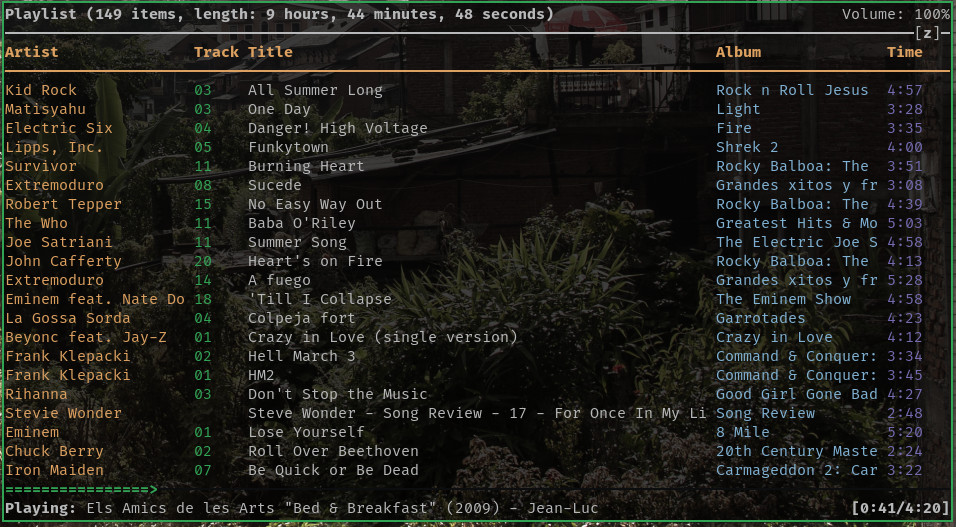 Playlist (149 items, length: 9 hours, 44 minutes, 48 seconds) Volume: 100%
[z]
Artist Track Title Album Time
Kid Rock 03 All Summer Long Rock n Roll Jesus 4:57
Matisyahu 03 One Day Light 3:28
Electric Six 04 Danger! High Voltage Fire 3:35
Lipps, Inc. 05 Funkytown Shrek 2 4:00
Survivor 11 Burning Heart Rocky Balboa: The 3:51
Extremoduro 08 Sucede Grandes xitos y fr 3:08
Robert Tepper 15 No Easy Way Out Rocky Balboa: The 4:39
The Who 11 Baba O'Riley Greatest Hits & Mo 5:03
Joe Satriani 11 Summer Song The Electric Joe S 4:58
John Cafferty 20 Heart's on Fire Rocky Balboa: The 4:13
Extremoduro 14 A fuego Grandes xitos y fr 5:28
Eminem feat. Nate Do 18 'Till I Collapse The Eminem Show 4:58
La Gossa Sorda 04 Colpeja fort Garrotades 4:23
Beyonc feat. Jay-Z 01 Crazy in Love (single version) Crazy in Love 4:12
Frank Klepacki 02 Hell March 3 Command & Conquer: 3:34
Frank Klepacki 01 HM2 Command & Conquer: 3:45
Rihanna 03 Don't Stop the Music Good Girl Gone Bad 4:27
Stevie Wonder Steve Wonder - Song Review - 17 - For Once In My Li Song Review 2:48
Eminem 01 Lose Yourself 8 Mile 5:20
Chuck Berry 02 Roll Over Beethoven 20th Century Maste 2:24
Iron Maiden 07 Be Quick or Be Dead Carmageddon 2: Car 3:22
================>
Playing: Els Amics de les Arts "Bed & Breakfast" (2009) - Jean-Luc [0:41/4:20]